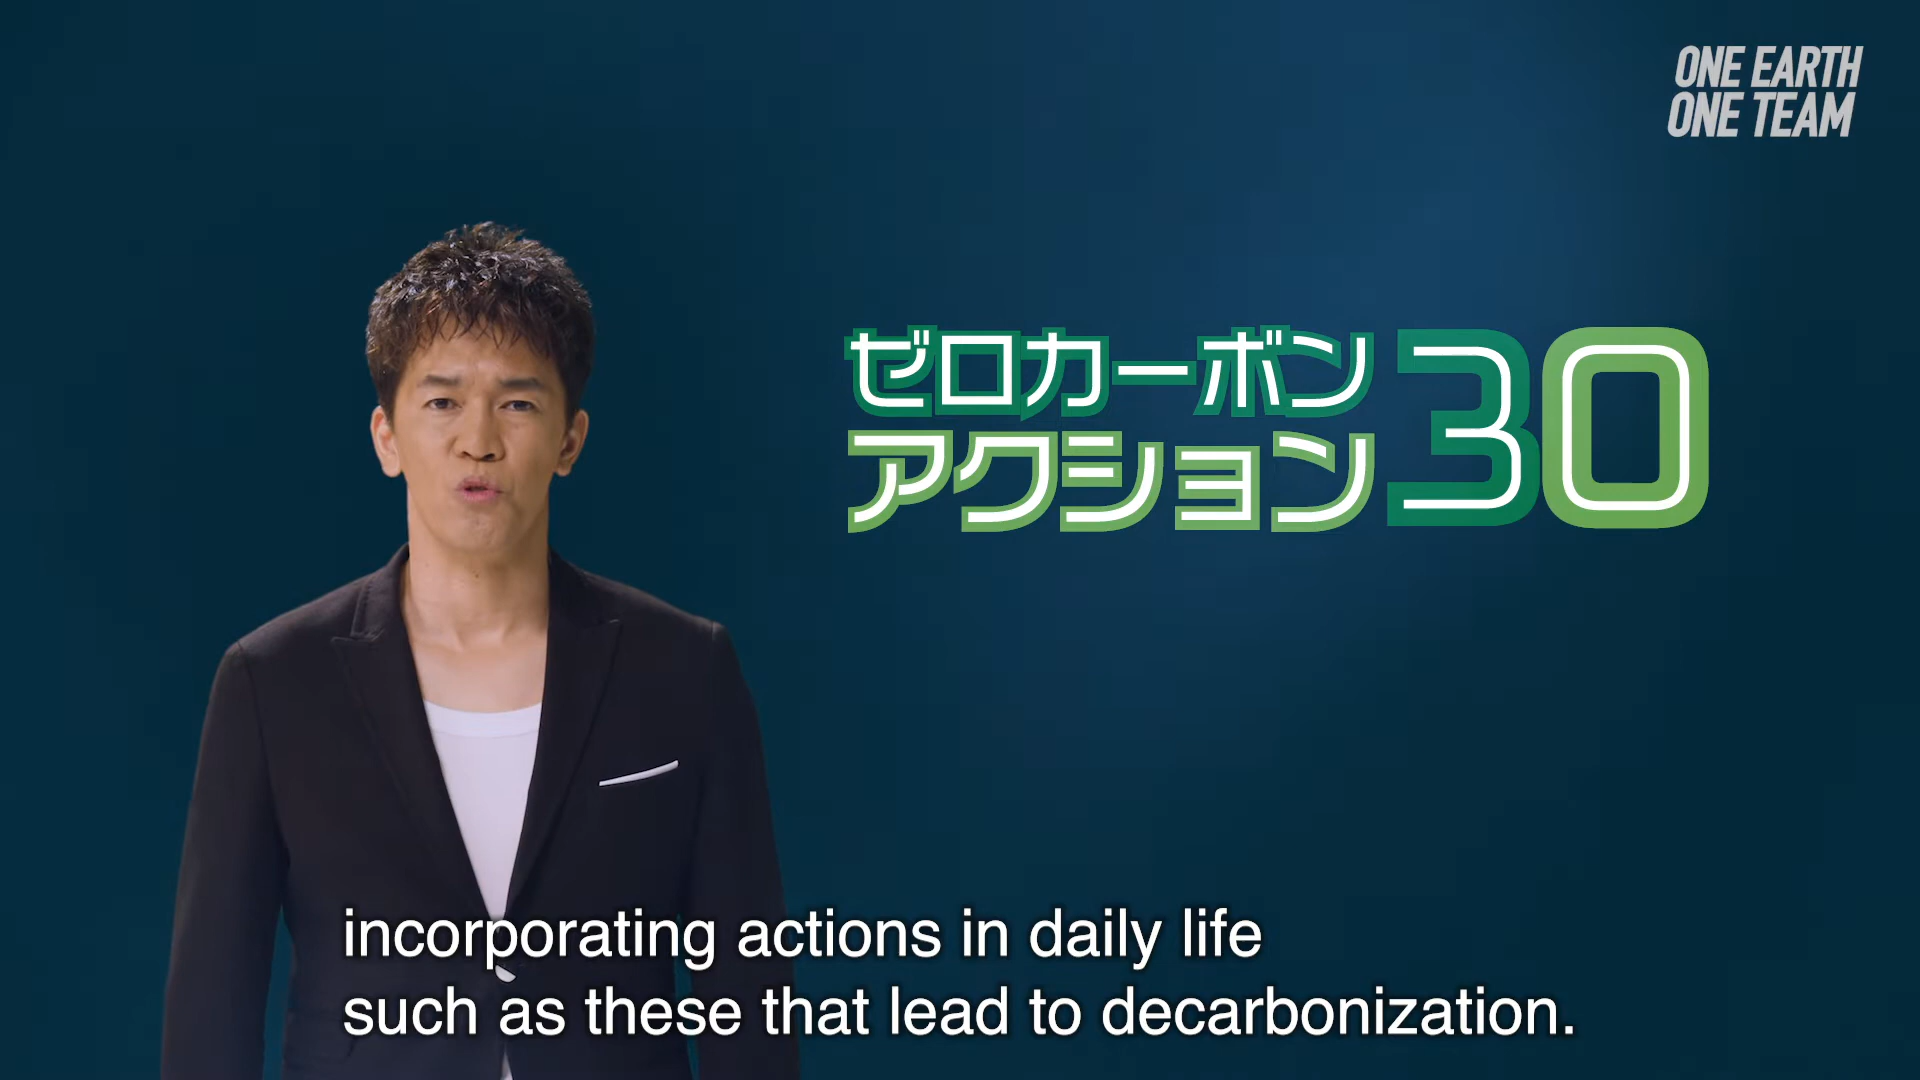 ONE EARTH
ONE TEAM
ゼロカーボン
アクション30
incorporating actions in daily life
such as these that lead to decarbonization.